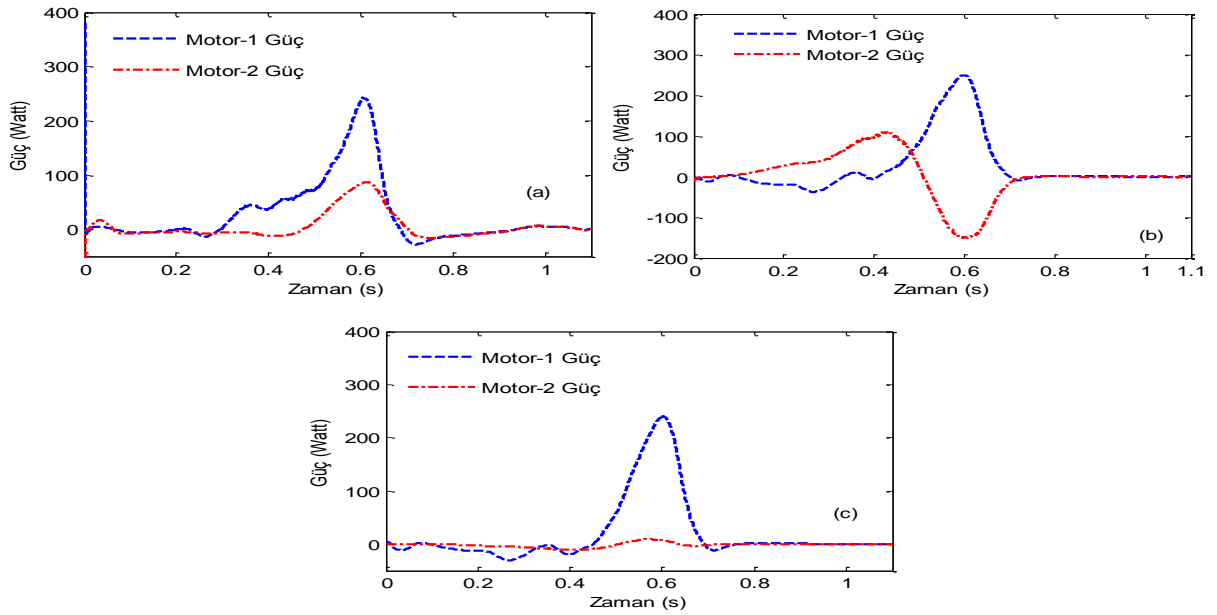 400
300
200
100
0
Güç (Watt)
Motor-1 Güç
Motor-2 Güç
(a)
0 0.2 0.4 0.6 0.8 1
Zaman (s)
400
300
200
100
0
-100
-200
Güç (Watt)
Motor-1 Güç
Motor-2 Güç
(b)
0 0.2 0.4 0.6 0.8 1 1.1
Zaman (s)
400
300
200
100
0
Güç (Watt)
Motor-1 Güç
Motor-2 Güç
(c)
0 0.2 0.4 0.6 0.8 1
Zaman (s)